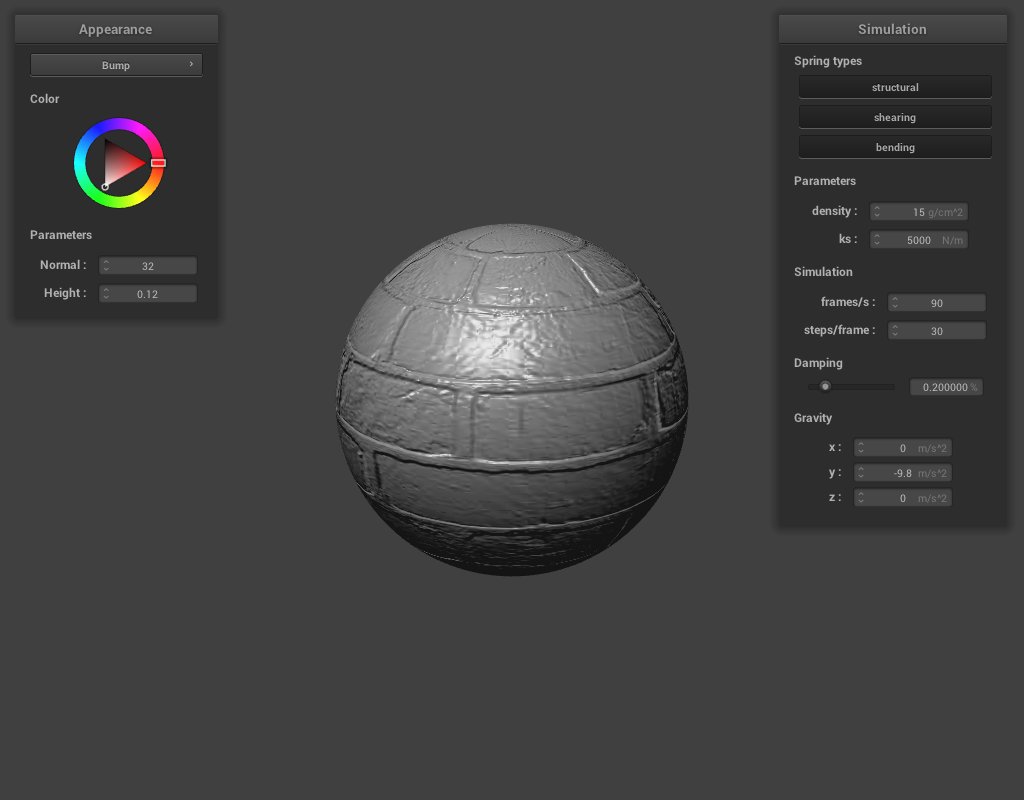 Appearance
Bump
Color
Parameters
Normal : 32
Height : 0.12
Simulation
Spring types
structural
shearing
bending
Parameters
density : 15 g/cm^2
ks : 5000 N/m
Simulation
frames/s : 90
steps/frame : 30
Damping
0.200000 %
Gravity
x : 0 m/s^2
y : -9.8 m/s^2
z : 0 m/s^2